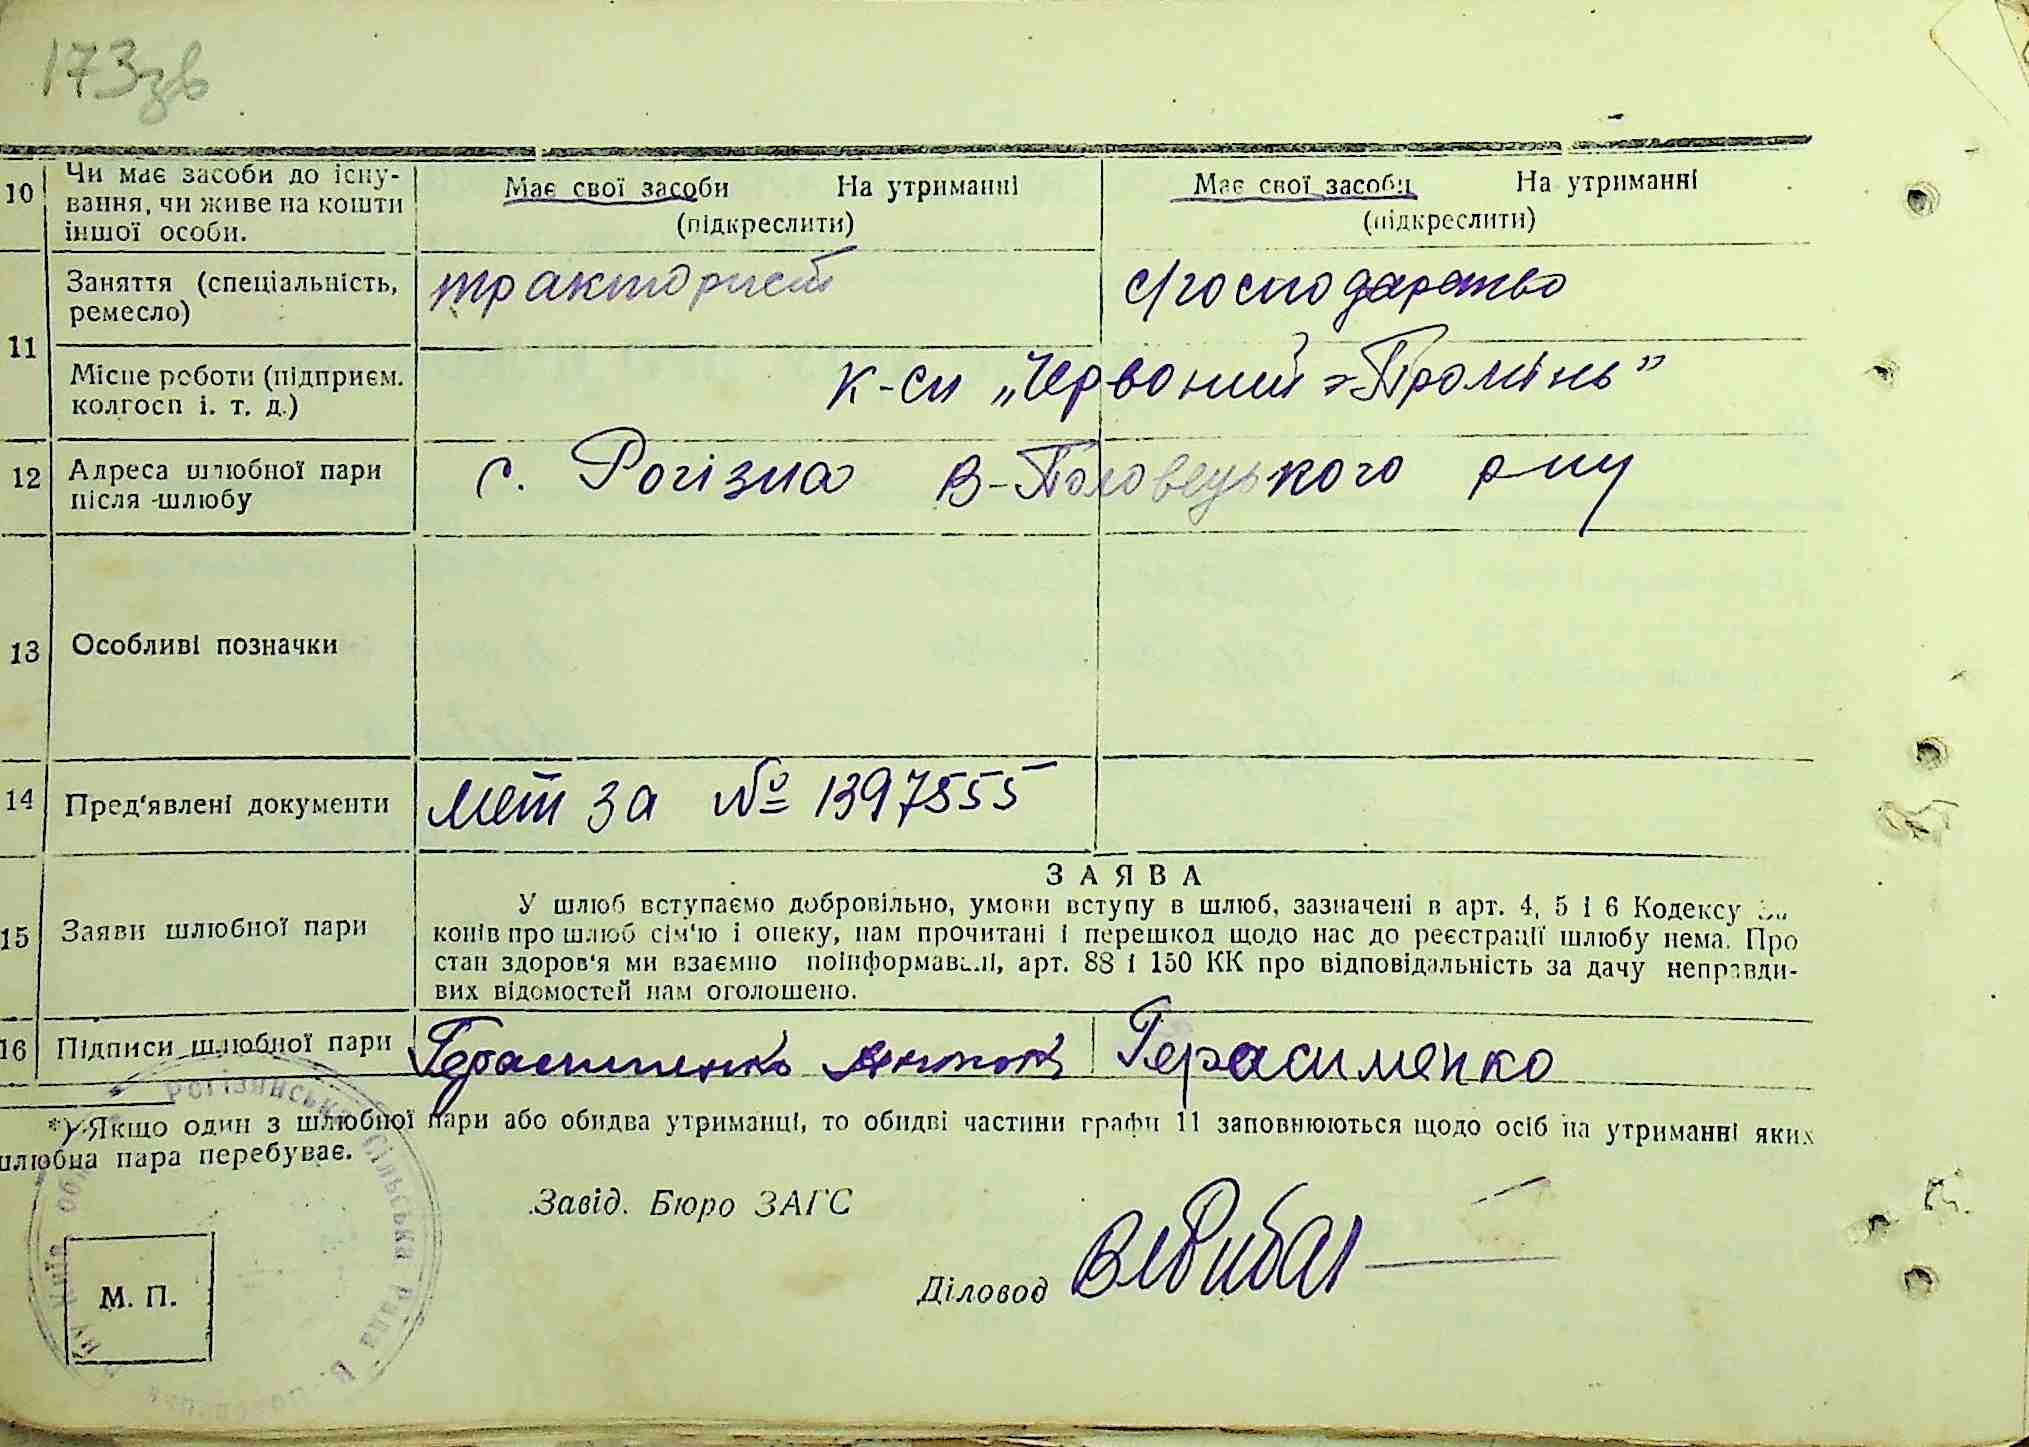 173зв
10 Чи має засоби до існу-
вання, чи живе на кошти
іншої особи.
Має свої засоби На утриманні
(підкреслити)
Має свої засоби На утриманні
(підкреслити)
11 Заняття (спеціальність,
ремесло)
тракторист
с/господарство
Місце роботи (підприєм.
колгосп і. т. д.)
к-сп „Червоний Промінь"
12 Адреса шлюбної пари
після шлюбу
с. Рогізна В-Половецького р-ну
13 Особливі позначки
14 Пред'явлені документи
мет за № 1397555
15 Заяви шлюбної пари
ЗАЯВА
У шлюб вступаємо добровільно, умови вступу в шлюб, зазначені в арт. 4, 5 і 6 Кодексу За
конів про шлюб сім'ю і опеку, нам прочитані і перешкод щодо нас до реєстрації шлюбу нема. Про
стан здоров'я ми взаємно поінформавалі, арт. 88 і 150 КК про відповідальність за дачу неправди-
вих відомостей нам оголошено.
16 Підписи шлюбної пари
Герасименко Антон
Герасименко
*) Якщо один з шлюбної пари або обидва утриманці, то обидві частини графи 11 заповнюються щодо осіб на утриманні яких
шлюбна пара перебуває.
Завід. Бюро ЗАГС
Діловод
М. П.
Рогізнянська Сільська Рада В.